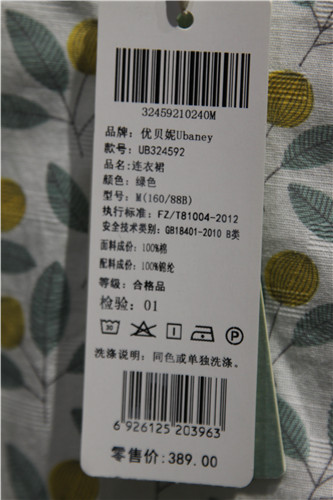 32459210240M
品牌: 优贝妮Ubaney
款号: UB324592
品名: 连衣裙
颜色: 绿色
型号: M(160/88B)
执行标准: FZ/T81004-2012
安全技术类别: GB18401-2010 B类
面料成份: 100%棉
配料成份: 100%锦纶
等级: 合格品
检验: 01
30 P
洗涤说明: 同色或单独洗涤.
6 926125 203963
零售价: 389.00